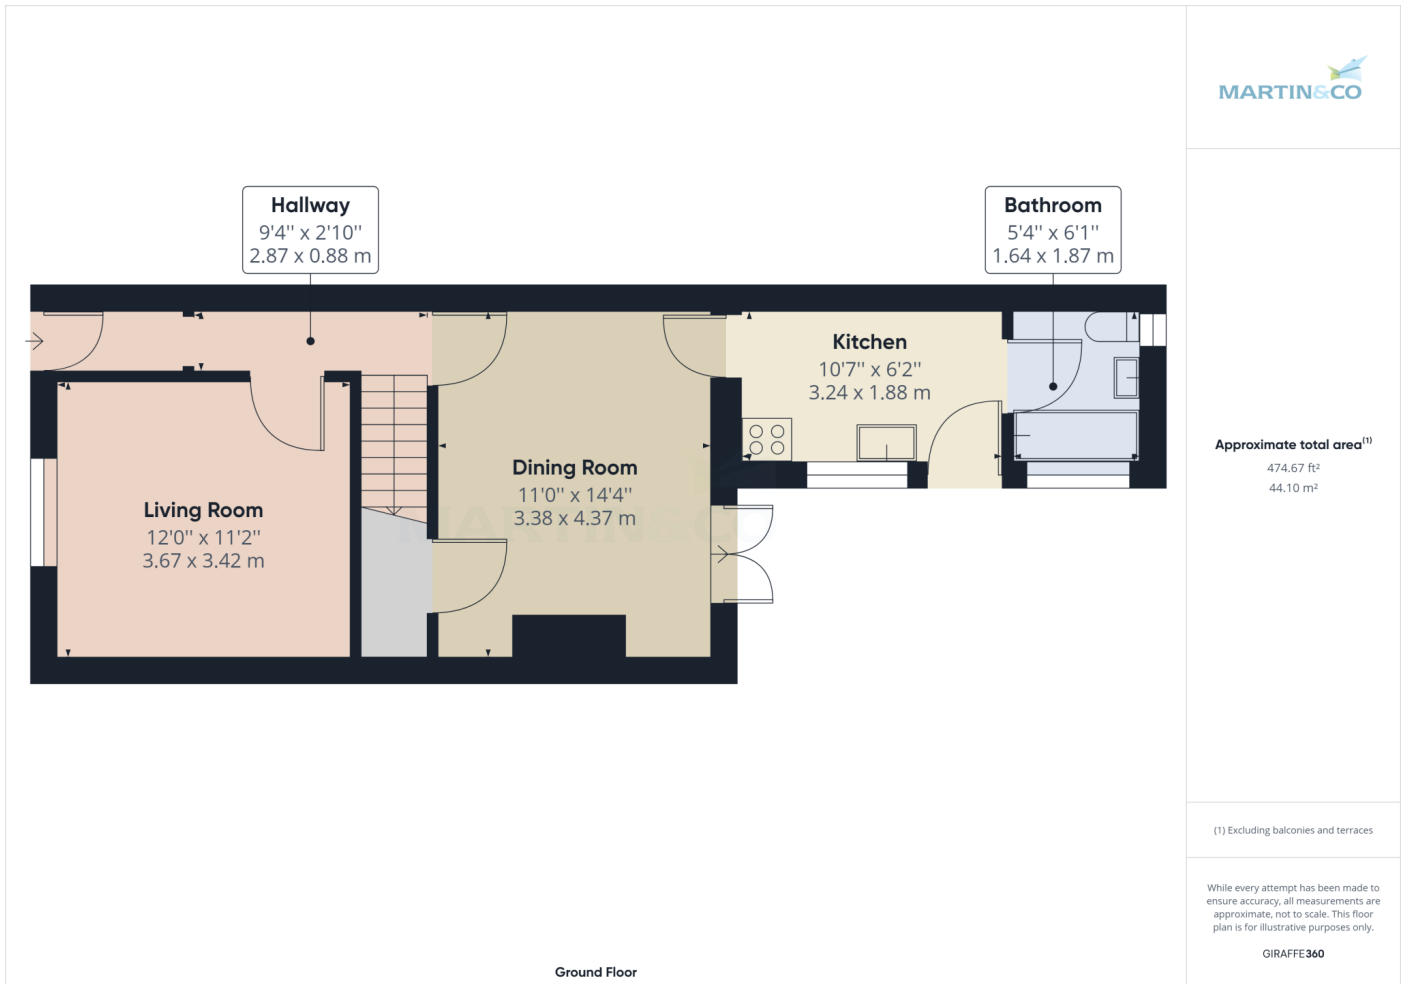 MARTIN&CO
Hallway
9'4'' x 2'10''
2.87 x 0.88 m
Bathroom
5'4'' x 6'1''
1.64 x 1.87 m
Kitchen
10'7'' x 6'2''
3.24 x 1.88 m
Dining Room
11'0'' x 14'4''
3.38 x 4.37 m
Living Room
12'0'' x 11'2''
3.67 x 3.42 m
MARTIN&CO
Approximate total area(1)
474.67 ft²
44.10 m²
(1) Excluding balconies and terraces
While every attempt has been made to
ensure accuracy, all measurements are
approximate, not to scale. This floor
plan is for illustrative purposes only.
GIRAFFE360
Ground Floor